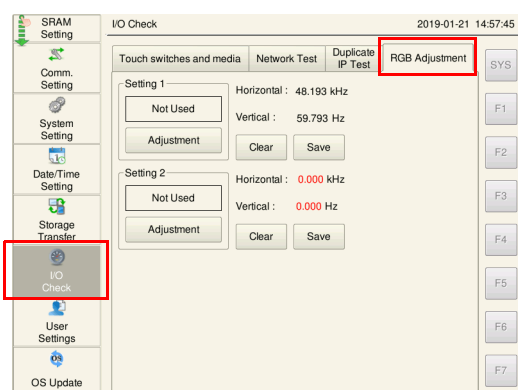 SRAM
Setting
I/O Check
2019-01-21 14:57:45
Comm.
Setting
System
Setting
Date/Time
Setting
Storage
Transfer
I/O
Check
User
Settings
OS
OS Update
Touch switches and media
Network Test
Duplicate
IP Test
RGB Adjustment
Setting 1
Not Used
Adjustment
Horizontal : 48.193 kHz
Vertical : 59.793 Hz
Clear Save
Setting 2
Not Used
Adjustment
Horizontal : 0.000 kHz
Vertical : 0.000 Hz
Clear Save
SYS
F1
F2
F3
F4
F5
F6
F7